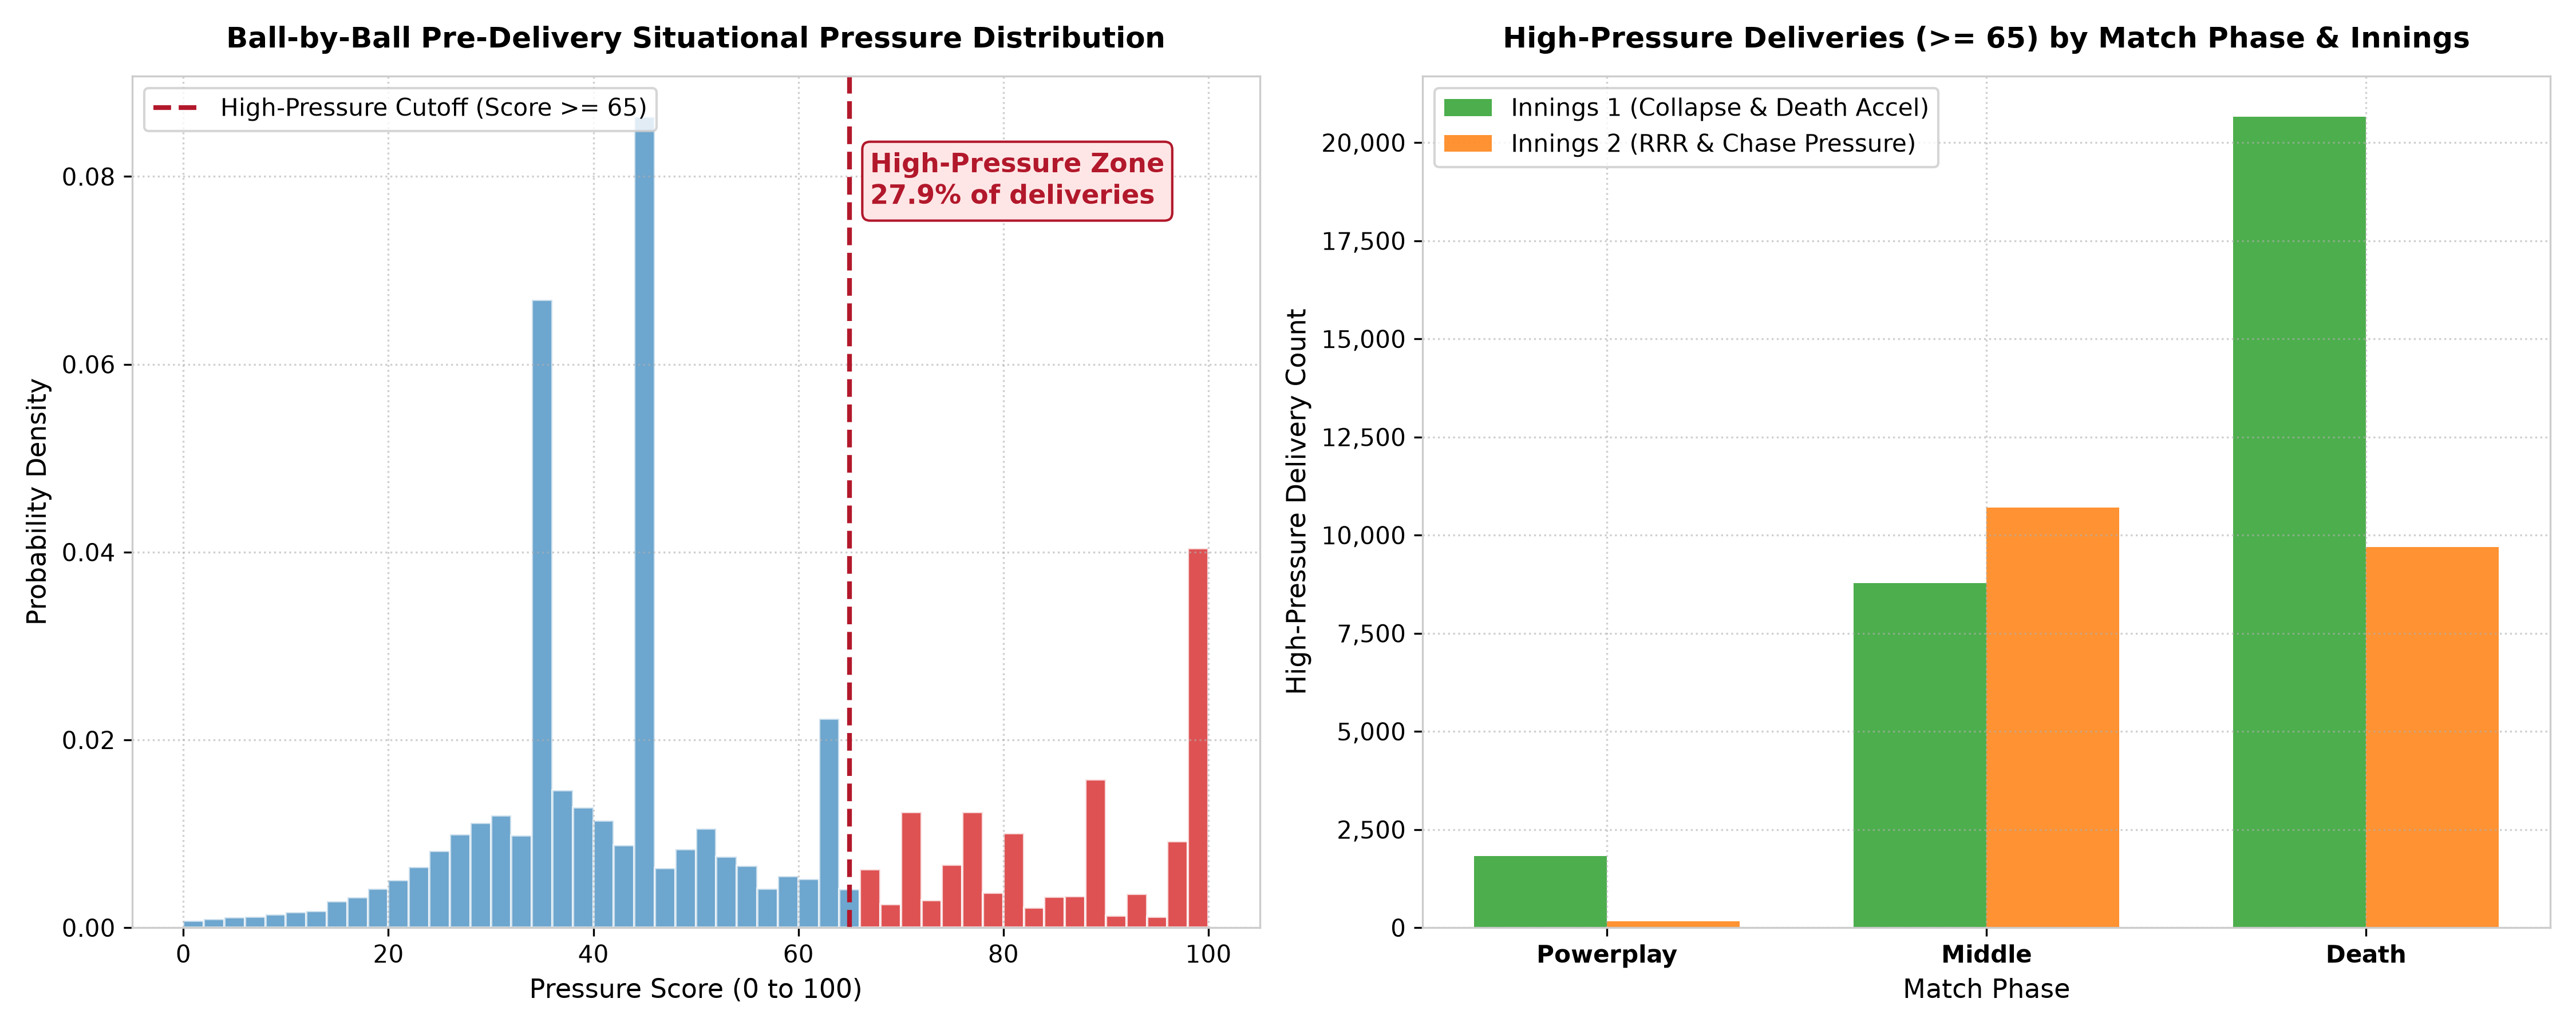 Ball-by-Ball Pre-Delivery Situational Pressure Distribution
High-Pressure Cutoff (Score >= 65)
High-Pressure Zone
27.9% of deliveries
Probability Density
0.08
0.06
0.04
0.02
0.00
0 20 40 60 80 100
Pressure Score (0 to 100)
High-Pressure Deliveries (>= 65) by Match Phase & Innings
Innings 1 (Collapse & Death Accel)
Innings 2 (RRR & Chase Pressure)
High-Pressure Delivery Count
20,000
17,500
15,000
12,500
10,000
7,500
5,000
2,500
0
Powerplay Middle Death
Match Phase